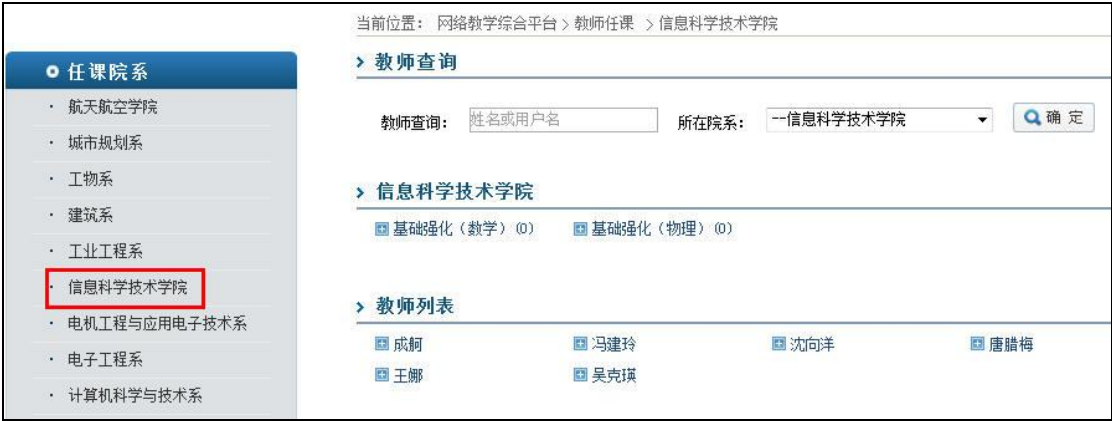 当前位置： 网络教学综合平台 > 教师任课 > 信息科学技术学院
任课院系
· 航天航空学院
· 城市规划系
· 工物系
· 建筑系
· 工业工程系
· 信息科学技术学院
· 电机工程与应用电子技术系
· 电子工程系
· 计算机科学与技术系
教师查询
教师查询： 姓名或用户名 所在院系： --信息科学技术学院 确 定
信息科学技术学院
基础强化（数学）(0) 基础强化（物理）(0)
教师列表
成舸 冯建玲 沈向洋 唐腊梅
王娜 吴克瑛